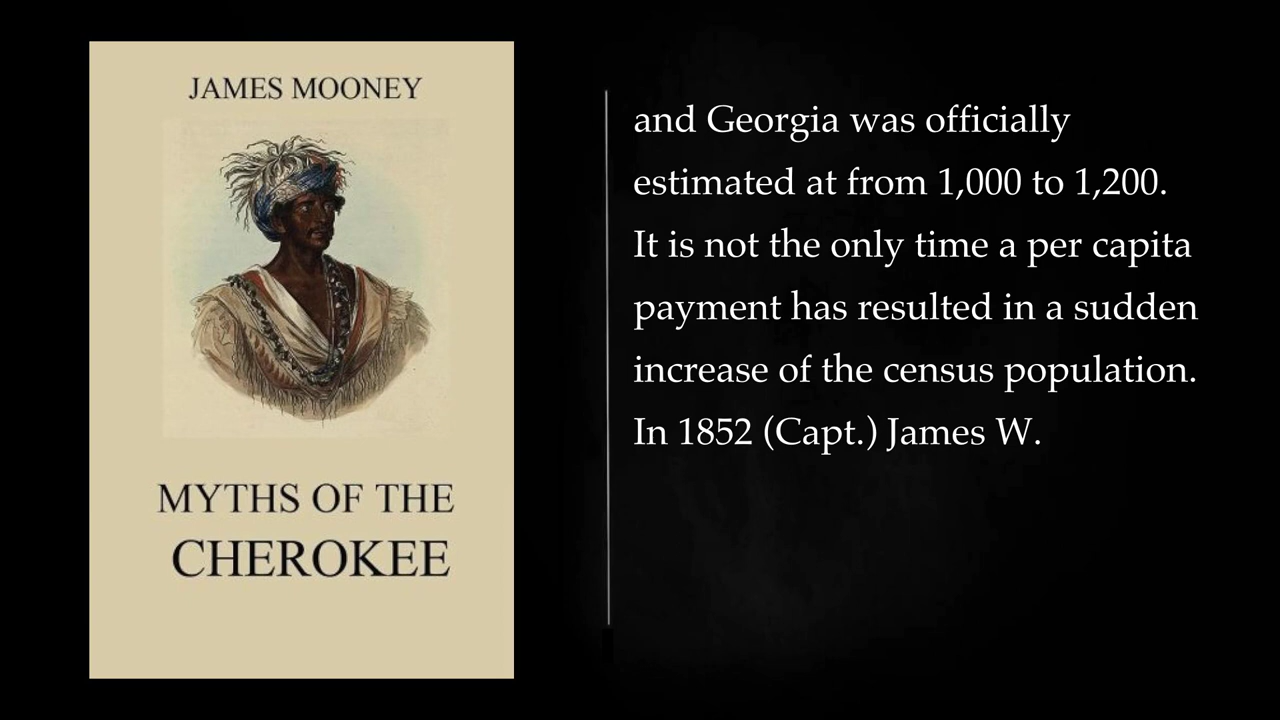 JAMES MOONEY
MYTHS OF THE
CHEROKEE
and Georgia was officially
estimated at from 1,000 to 1,200.
It is not the only time a per capita
payment has resulted in a sudden
increase of the census population.
In 1852 (Capt.) James W.